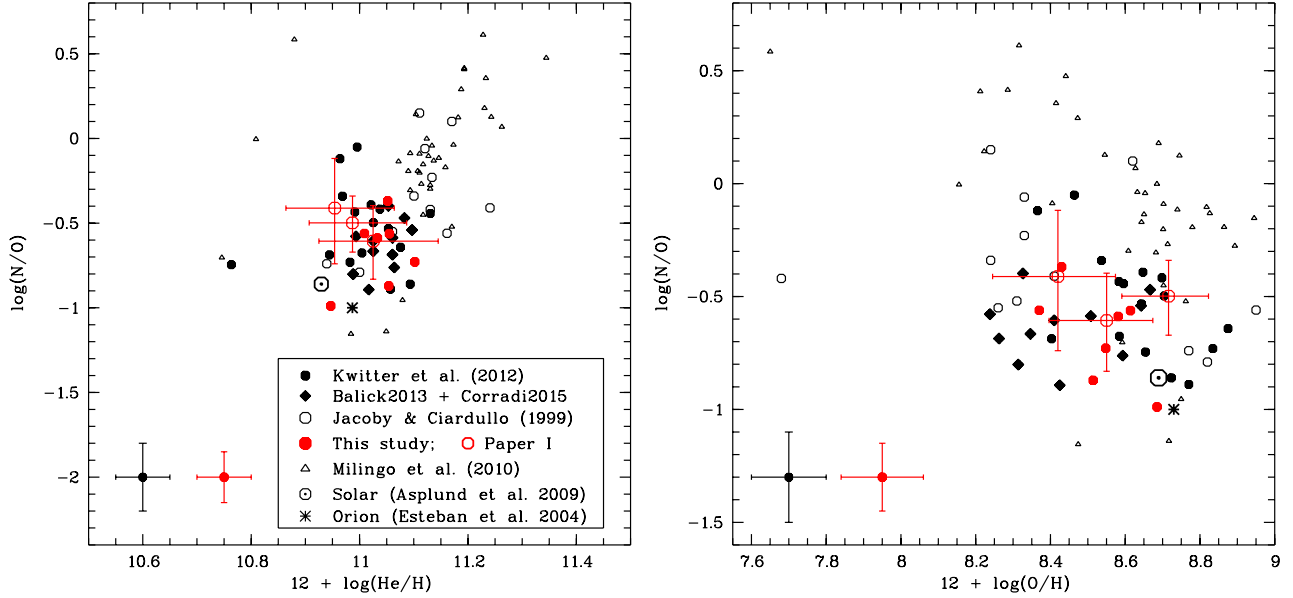 0.5
0
−0.5
−1
−1.5
−2
log(N/O)
10.6
10.8
11
11.2
11.4
12 + log(He/H)
Kwitter et al. (2012)
Balick2013 + Corradi2015
Jacoby & Ciardullo (1999)
This study; Paper I
Milingo et al. (2010)
Solar (Asplund et al. 2009)
Orion (Esteban et al. 2004)
0.5
0
−0.5
−1
−1.5
log(N/O)
7.6
7.8
8
8.2
8.4
8.6
8.8
9
12 + log(O/H)